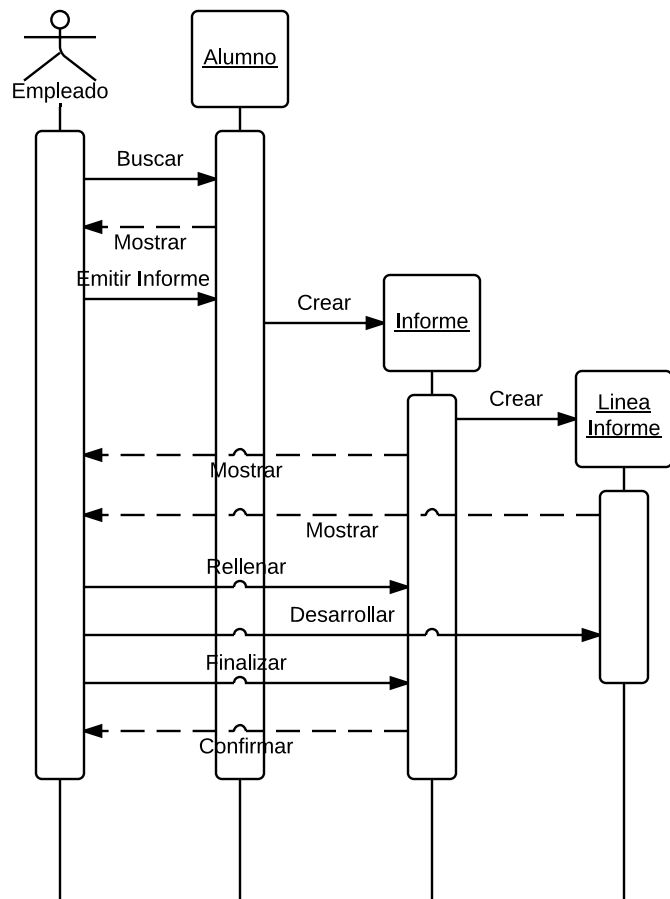 Empleado
Alumno
Buscar
Mostrar
Emitir Informe
Crear
Informe
Crear
Linea
Informe
Mostrar
Mostrar
Rellenar
Desarrollar
Finalizar
Confirmar